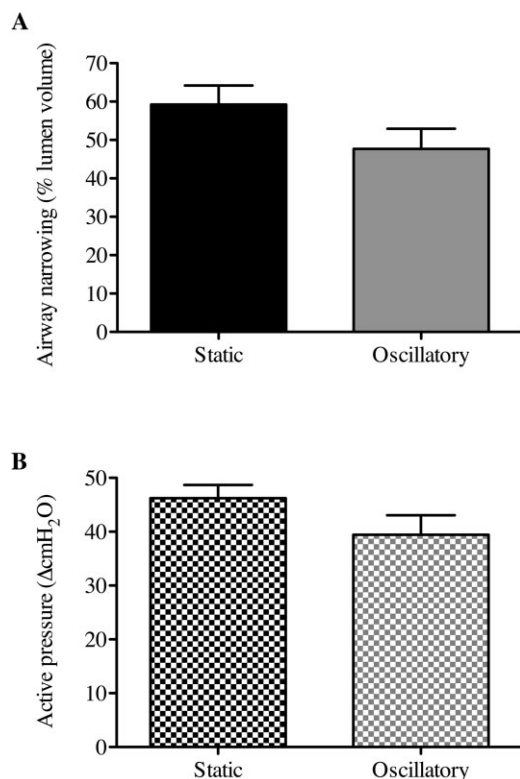 A
Airway narrowing (% lumen volume)
70
60
50
40
30
20
10
0
Static Oscillatory
B
Active pressure (ΔcmH₂O)
50
40
30
20
10
0
Static Oscillatory